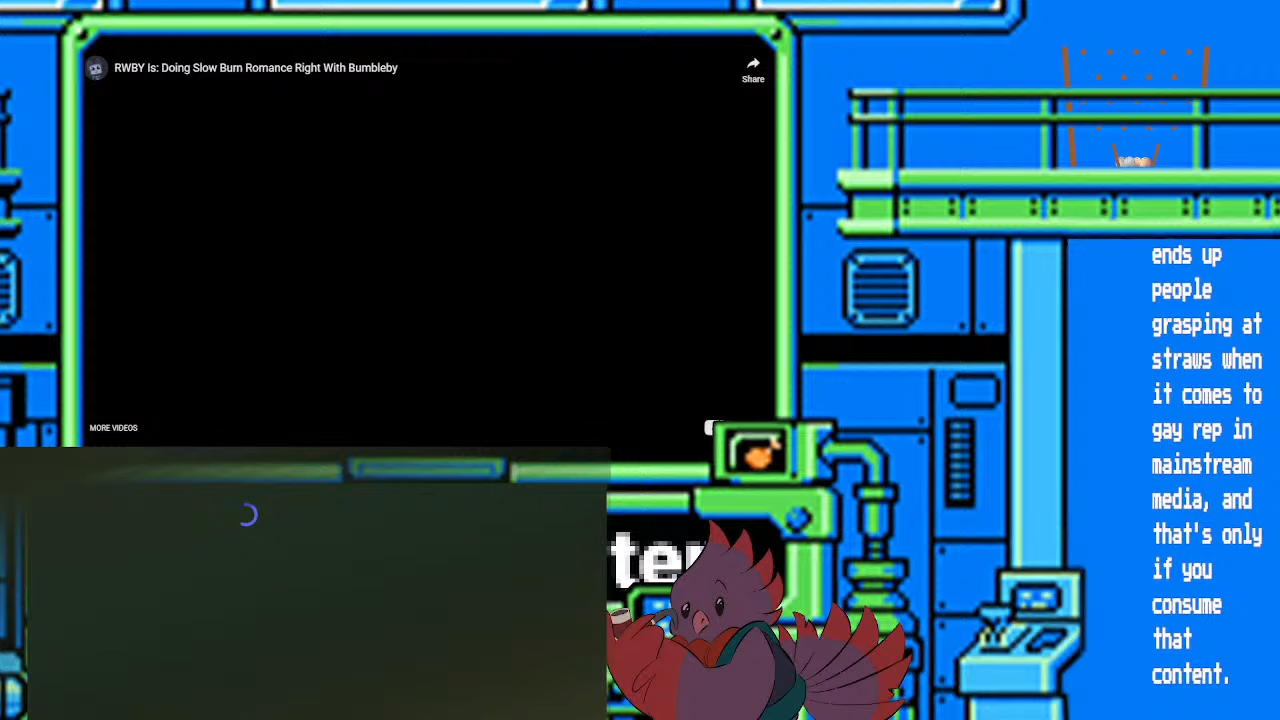 RWBY Is: Doing Slow Burn Romance Right With Bumbleby
Share
MORE VIDEOS
ter
ends up
people
grasping at
straws when
it comes to
gay rep in
mainstream
media, and
that's only
if you
consume
that
content.